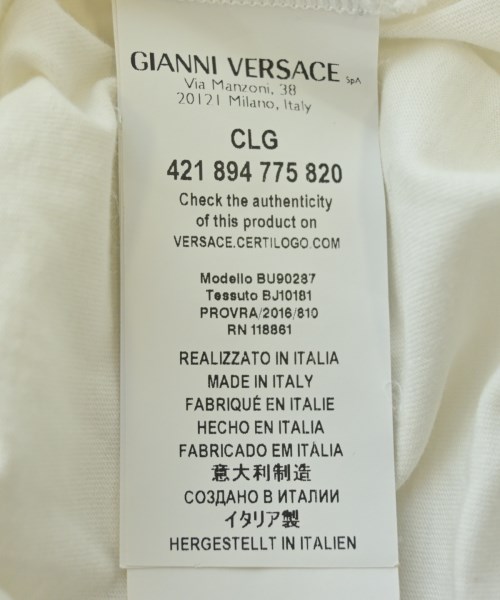 GIANNI VERSACE SpA
Via Manzoni, 38
20121 Milano, Italy
CLG
421 894 775 820
Check the authenticity
of this product on
VERSACE.CERTILOGO.COM
Modello BU90287
Tessuto BJ10181
PROVRA/2016/810
RN 118861
REALIZZATO IN ITALIA
MADE IN ITALY
FABRIQUÉ EN ITALIE
HECHO EN ITALIA
FABRICADO EM ITÁLIA
意大利制造
СОЗДАНО В ИТАЛИИ
イタリア製
HERGESTELLT IN ITALIEN